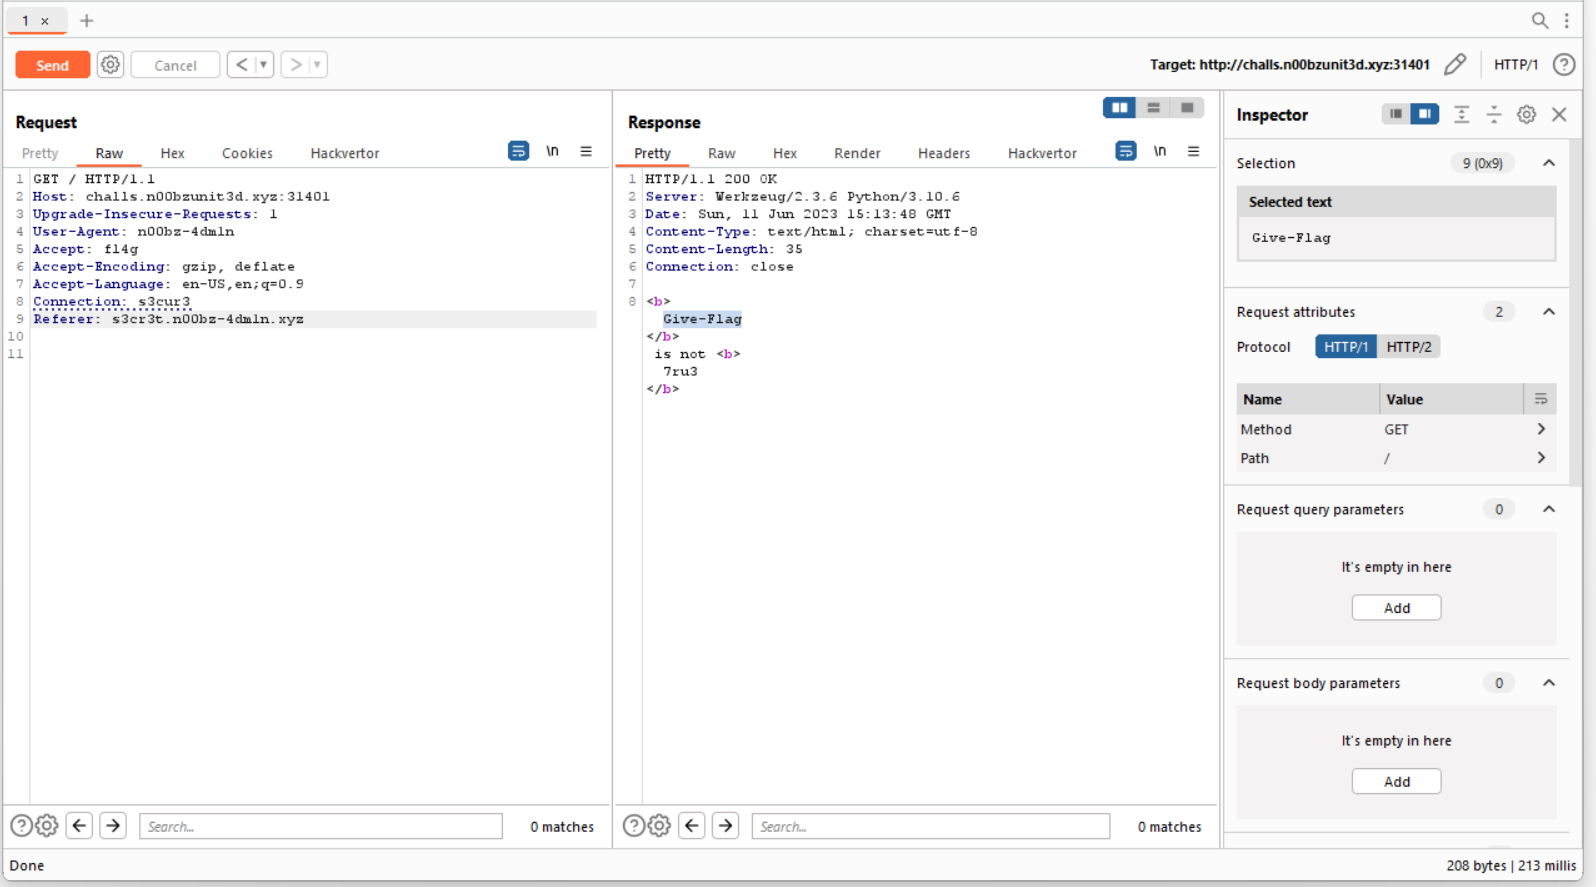 1 ×
+
Send
Cancel
< | ▼
> | ▼
Target: http://challs.n00bzunit3d.xyz:31401
HTTP/1
?
Request
Pretty Raw Hex Cookies Hackvertor
\n
1 GET / HTTP/1.1
2 Host: challs.n00bzunit3d.xyz:31401
3 Upgrade-Insecure-Requests: 1
4 User-Agent: n00bz-4dm1n
5 Accept: fl4g
6 Accept-Encoding: gzip, deflate
7 Accept-Language: en-US,en;q=0.9
8 Connection: s3cur3
9 Referer: s3cr3t.n00bz-4dm1n.xyz
10
11
Search...
0 matches
Response
Pretty Raw Hex Render Headers Hackvertor
\n
1 HTTP/1.1 200 OK
2 Server: Werkzeug/2.3.6 Python/3.10.6
3 Date: Sun, 11 Jun 2023 15:13:48 GMT
4 Content-Type: text/html; charset=utf-8
5 Content-Length: 35
6 Connection: close
7
8 <b>
Give-Flag
</b>
is not <b>
7ru3
</b>
Search...
0 matches
Inspector
Selection 9 (0x9)
Selected text
Give-Flag
Request attributes 2
Protocol HTTP/1 HTTP/2
Name Value
Method GET
Path /
Request query parameters 0
It's empty in here
Add
Request body parameters 0
It's empty in here
Add
Done
208 bytes | 213 millis